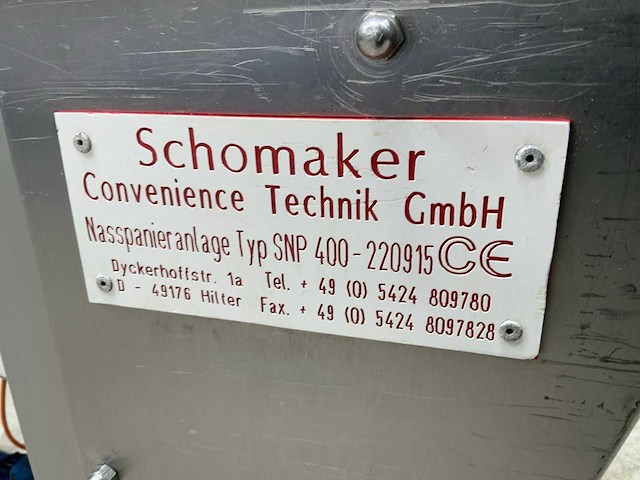 Schomaker
Convenience Technik GmbH
Nasspanieranlage Typ SNP 400-220915 CE
Dyckerhoffstr. 1a Tel. + 49 (0) 5424 809780
D - 49176 Hilter Fax. + 49 (0) 5424 8097828